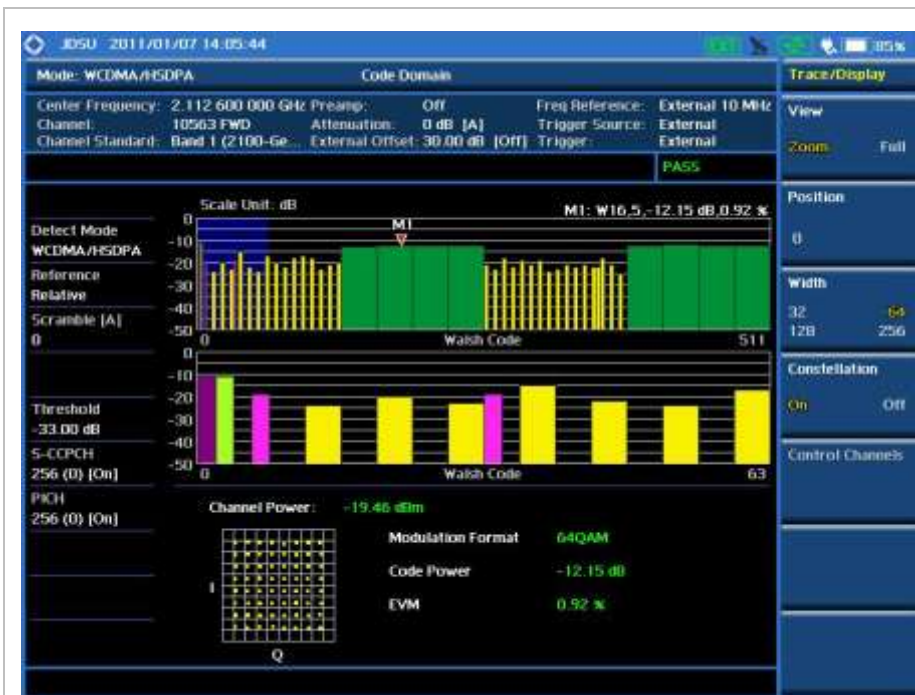 JDSU 2011/01/07 14:05:44
85%
Mode: WCDMA/HSDPA Code Domain
Trace/Display
Center Frequency: 2.112 600 000 GHz Preamp: Off Freq Reference: External 10 MHz
Channel: 10563 FWD Attenuation: 0 dB [A] Trigger Source: External
Channel Standard: Band 1 (2100-Ge... External Offset: 30.00 dB [Off] Trigger: External
PASS
View
Zoom Full
Position
0
Width
32 64
128 256
Constellation
On Off
Control Channels
Detect Mode
WCDMA/HSDPA
Reference
Relative
Scramble [A]
0
Threshold
-33.00 dB
S-CCPCH
256 (0) [On]
PICH
256 (0) [On]
Scale Unit: dB
M1: W16,5,-12.15 dB,0.92 %
M1
0
-10
-20
-30
-40
-50
0 Walsh Code 511
0
-10
-20
-30
-40
-50
0 Walsh Code 63
Channel Power: -19.46 dBm
Modulation Format 64QAM
Code Power -12.15 dB
EVM 0.92 %
I
Q